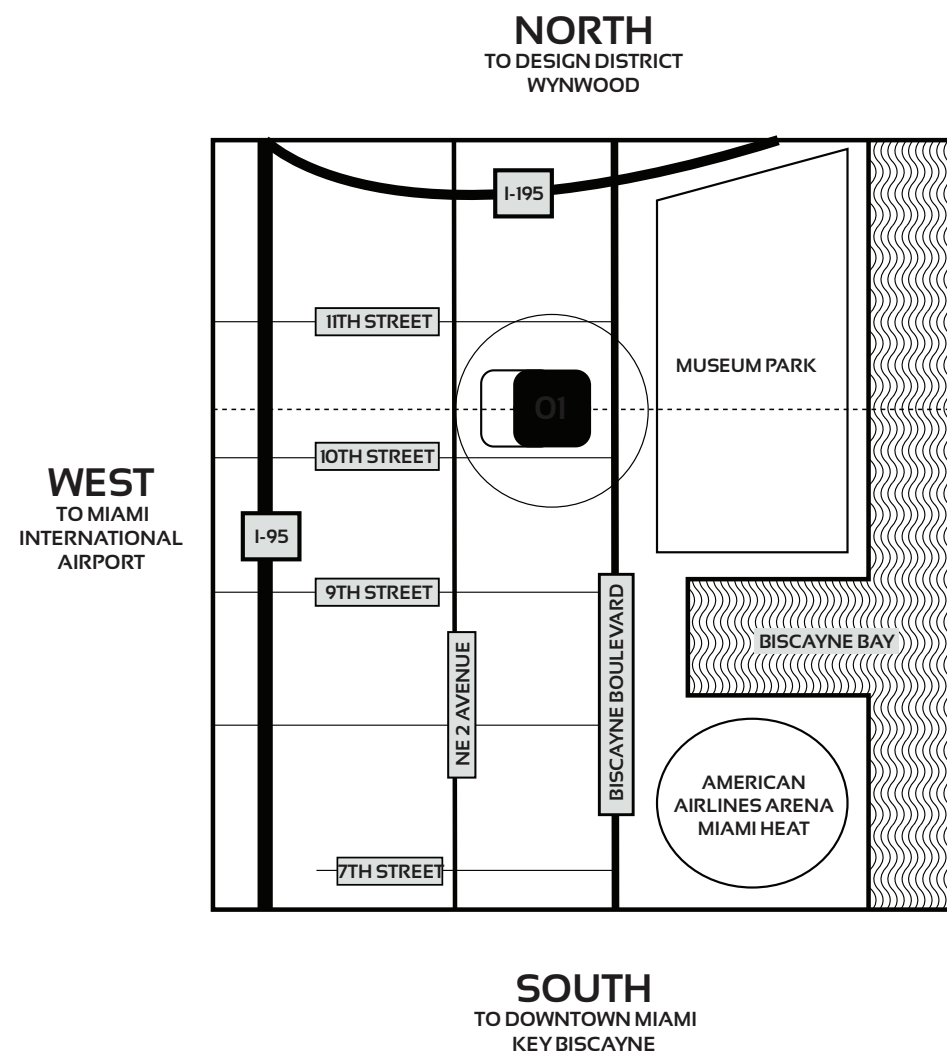 NORTH
TO DESIGN DISTRICT
WYNWOOD
I-195
11TH STREET
MUSEUM PARK
01
10TH STREET
WEST
TO MIAMI
INTERNATIONAL
AIRPORT
I-95
9TH STREET
BISCAYNE BOULEVARD
BISCAYNE BAY
NE 2 AVENUE
AMERICAN
AIRLINES ARENA
MIAMI HEAT
7TH STREET
SOUTH
TO DOWNTOWN MIAMI
KEY BISCAYNE